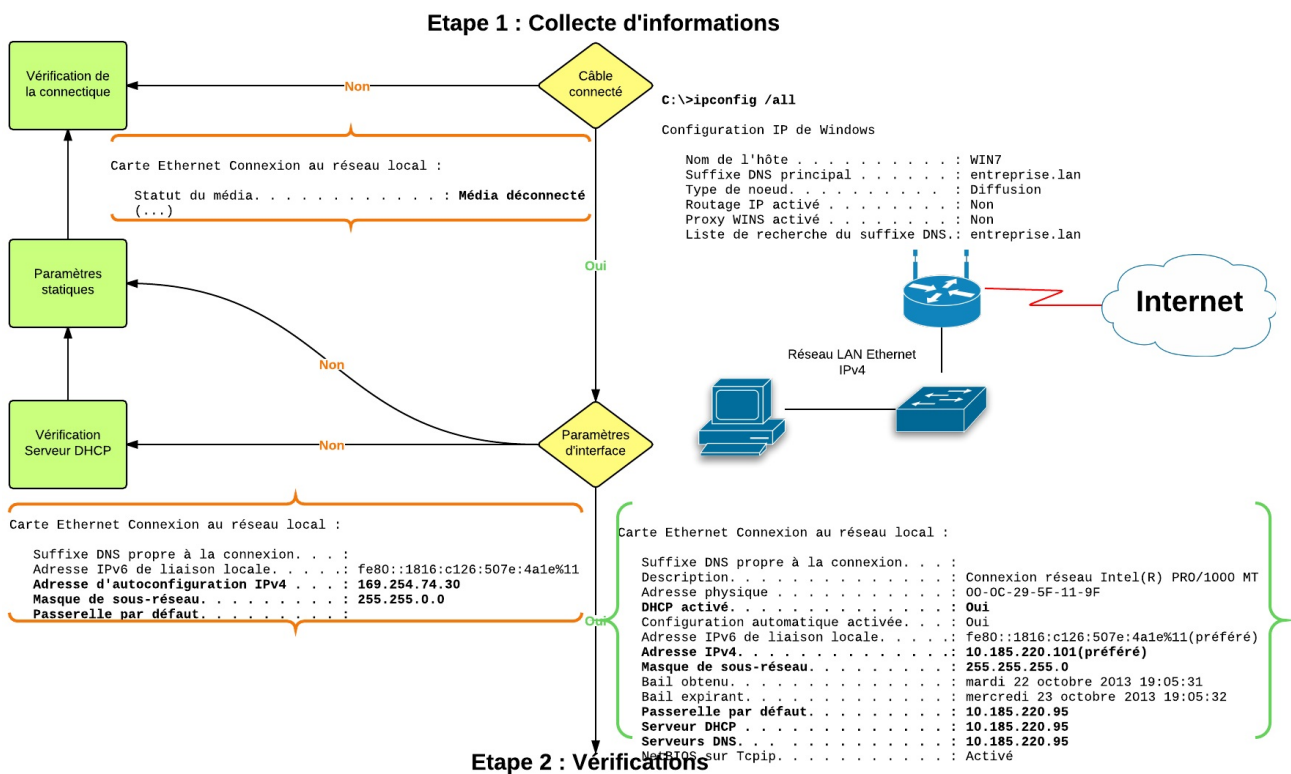 Etape 1 : Collecte d'informations
Vérification de
la connectique
Non
Câble
connecté
C:\>ipconfig /all
Configuration IP de Windows
Nom de l'hôte . . . . . . . . . . : WIN7
Suffixe DNS principal . . . . . . : entreprise.lan
Type de noeud. . . . . . . . . . : Diffusion
Routage IP activé . . . . . . . . : Non
Proxy WINS activé . . . . . . . . : Non
Liste de recherche du suffixe DNS.: entreprise.lan
Carte Ethernet Connexion au réseau local :
Statut du média. . . . . . . . . . . . : Média déconnecté
(...)
Oui
Paramètres
statiques
Non
Internet
Réseau LAN Ethernet
IPv4
Vérification
Serveur DHCP
Non
Paramètres
d'interface
Carte Ethernet Connexion au réseau local :
Suffixe DNS propre à la connexion. . . :
Adresse IPv6 de liaison locale. . . . .: fe80::1816:c126:507e:4a1e%11
Adresse d'autoconfiguration IPv4 . . . : 169.254.74.30
Masque de sous-réseau. . . . . . . . . : 255.255.0.0
Passerelle par défaut. . . . . . . . . :
Oui
Carte Ethernet Connexion au réseau local :
Suffixe DNS propre à la connexion. . . :
Description. . . . . . . . . . . . . . : Connexion réseau Intel(R) PRO/1000 MT
Adresse physique . . . . . . . . . . . : 00-0C-29-5F-11-9F
DHCP activé. . . . . . . . . . . . . . : Oui
Configuration automatique activée. . . : Oui
Adresse IPv6 de liaison locale. . . . .: fe80::1816:c126:507e:4a1e%11(préféré)
Adresse IPv4. . . . . . . . . . . . . .: 10.185.220.101(préféré)
Masque de sous-réseau. . . . . . . . . : 255.255.255.0
Bail obtenu. . . . . . . . . . . . . . : mardi 22 octobre 2013 19:05:31
Bail expirant. . . . . . . . . . . . . : mercredi 23 octobre 2013 19:05:32
Passerelle par défaut. . . . . . . . . : 10.185.220.95
Serveur DHCP . . . . . . . . . . . . . : 10.185.220.95
Serveurs DNS. . . . . . . . . . . . . : 10.185.220.95
NetBIOS sur Tcpip. . . . . . . . . . . : Activé
Etape 2 : Vérifications